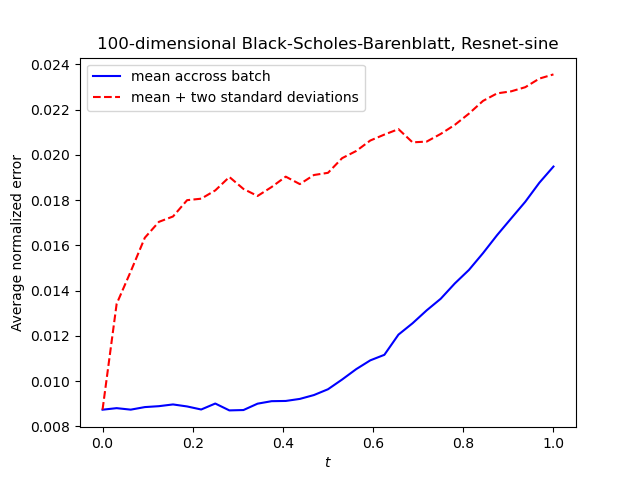 100-dimensional Black-Scholes-Barenblatt, Resnet-sine
mean accross batch
mean + two standard deviations
Average normalized error
0.024
0.022
0.020
0.018
0.016
0.014
0.012
0.010
0.008
0.0 0.2 0.4 0.6 0.8 1.0
t